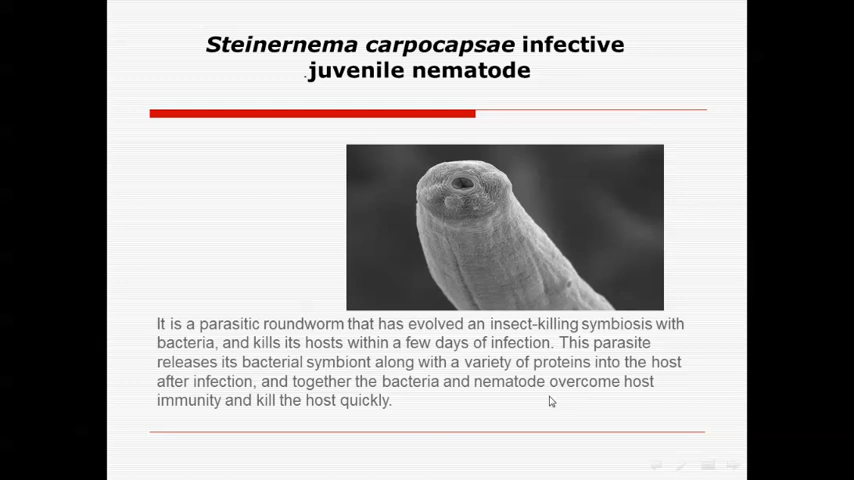 Steinernema carpocapsae infective
.juvenile nematode
It is a parasitic roundworm that has evolved an insect-killing symbiosis with
bacteria, and kills its hosts within a few days of infection. This parasite
releases its bacterial symbiont along with a variety of proteins into the host
after infection, and together the bacteria and nematode overcome host
immunity and kill the host quickly.